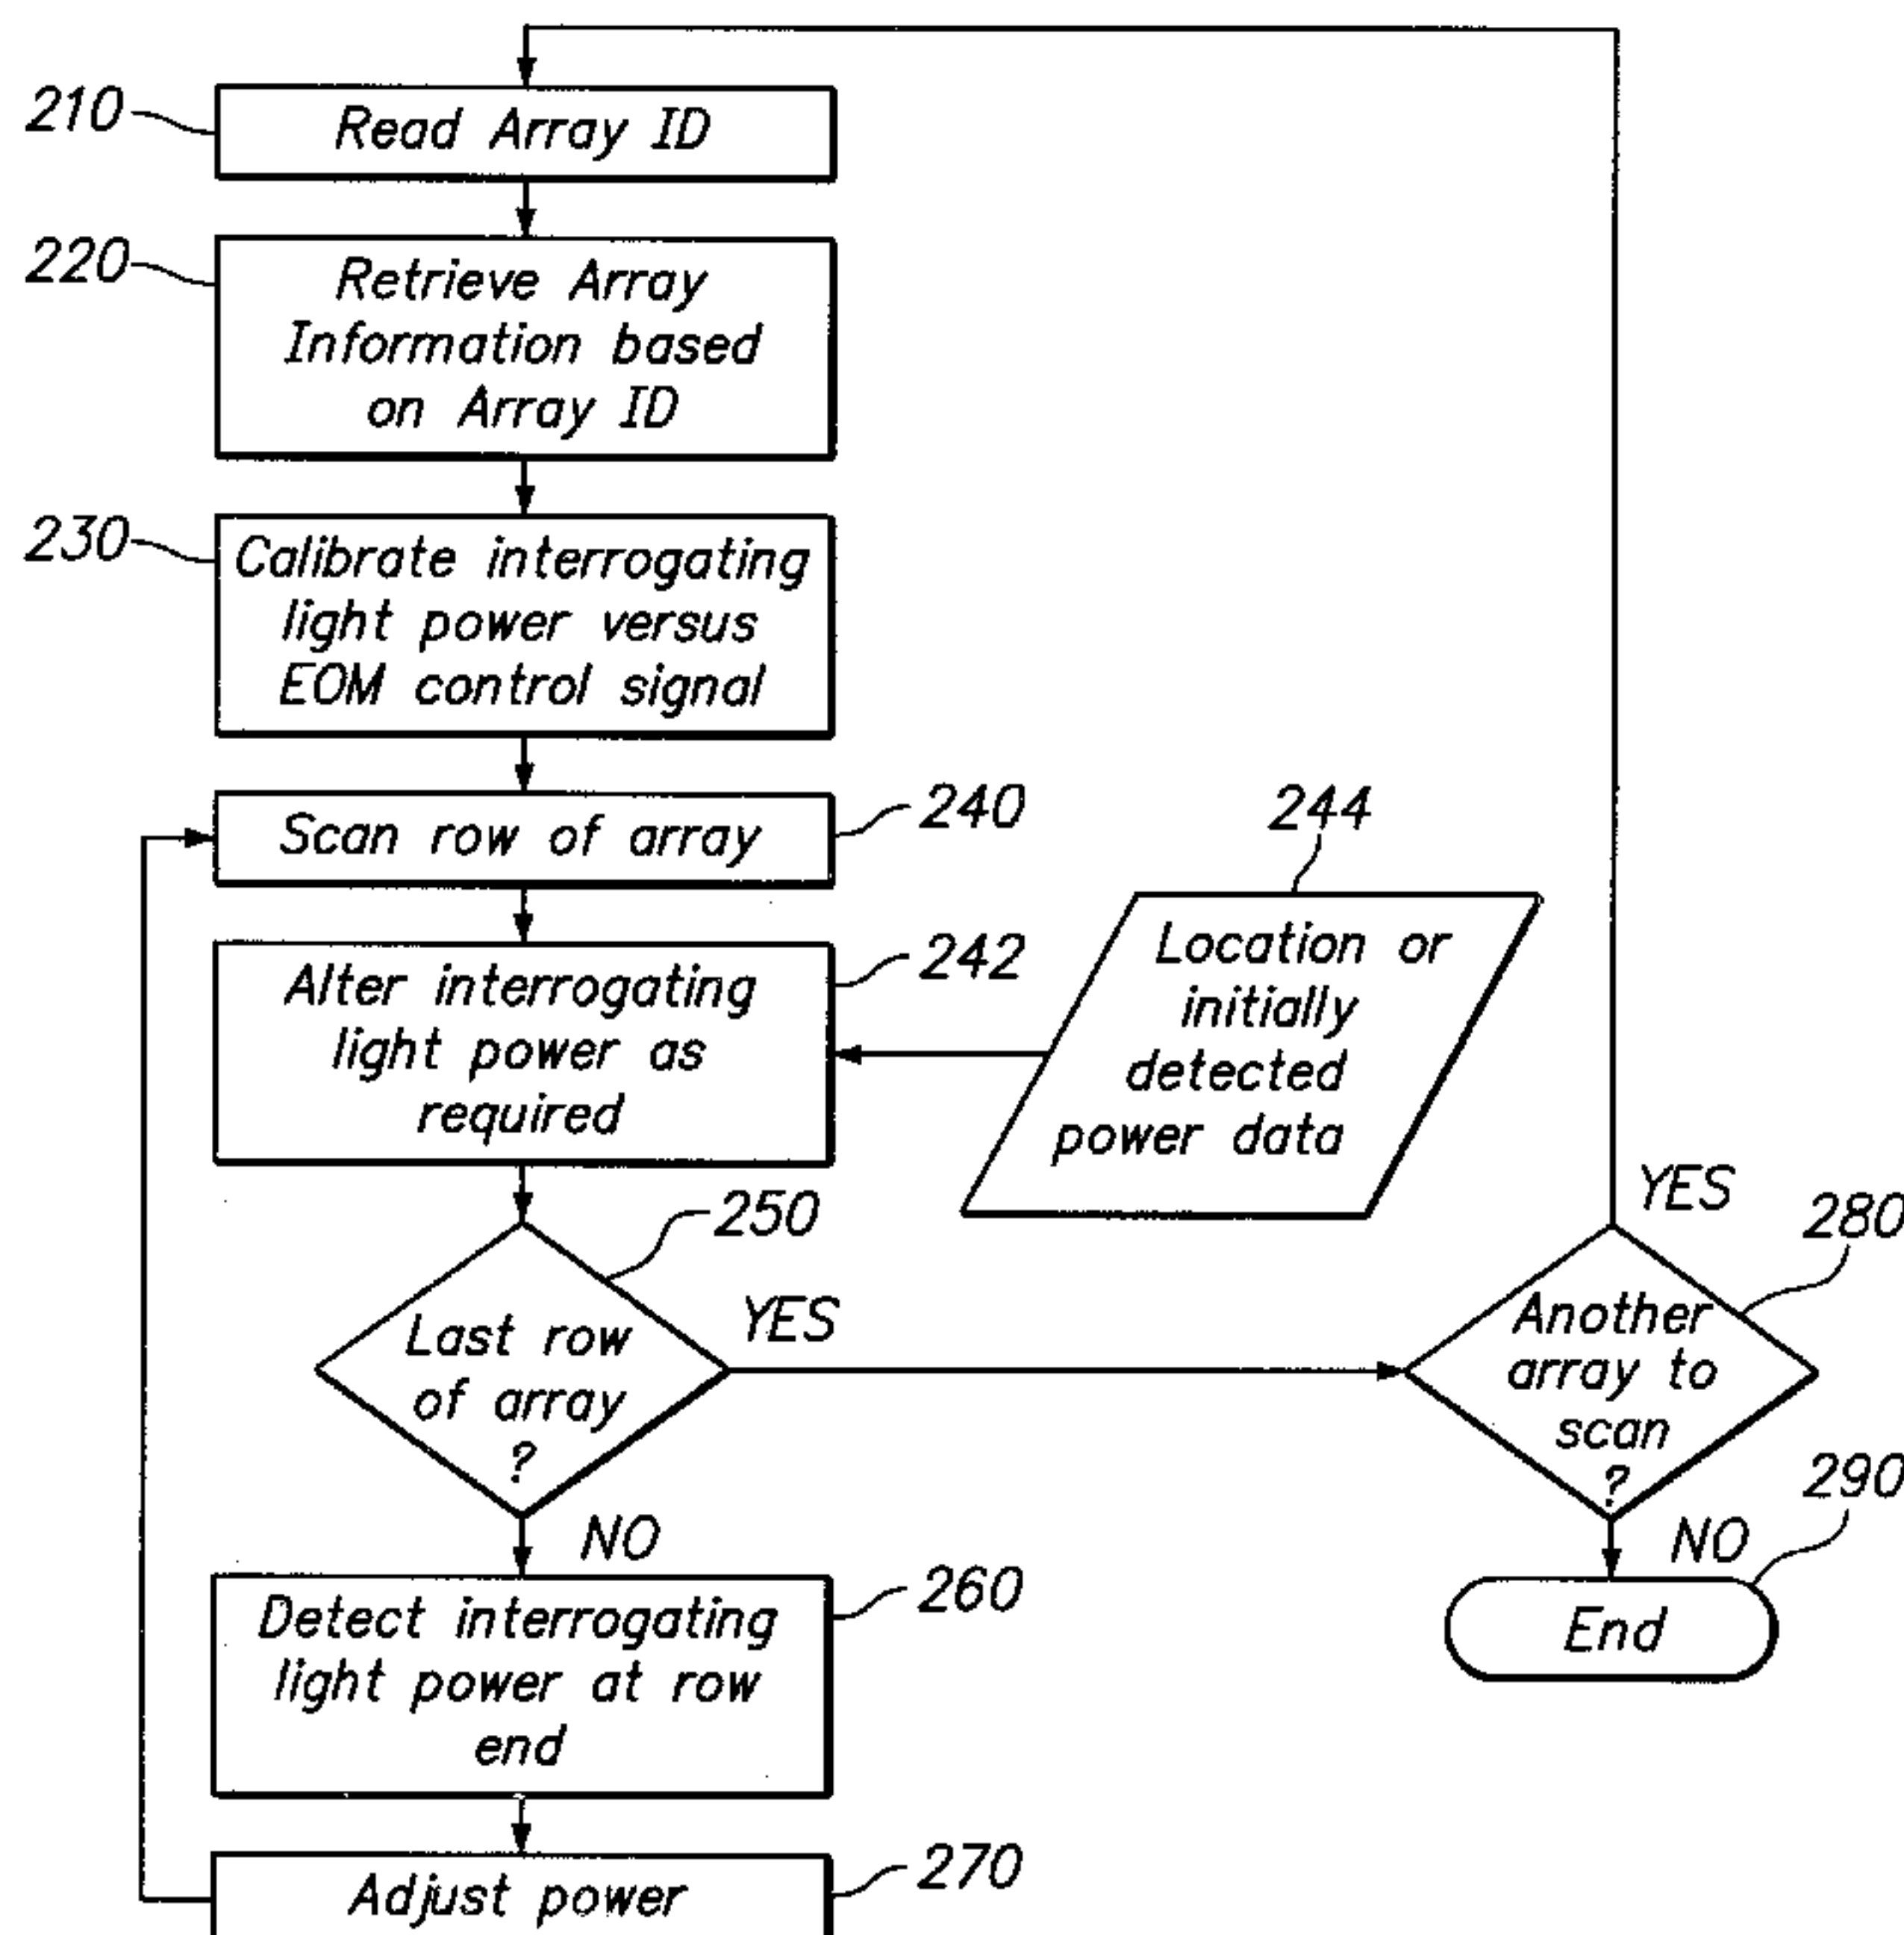 210
Read Array ID
220
Retrieve Array
Information based
on Array ID
230
Calibrate interrogating
light power versus
EOM control signal
Scan row of array
240
Alter interrogating
light power as
required
242
244
Location or
initially
detected
power data
250
Last row
of array
?
YES
NO
YES
280
Another
array to
scan
?
NO
290
End
Detect interrogating
light power at row
end
260
Adjust power
270